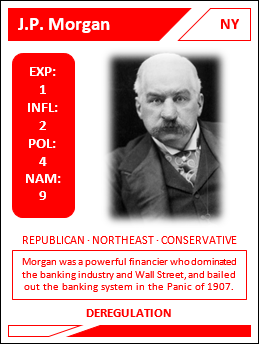 J.P. Morgan
NY
EXP:
1
INFL:
2
POL:
4
NAM:
9
REPUBLICAN · NORTHEAST · CONSERVATIVE
Morgan was a powerful financier who dominated
the banking industry and Wall Street, and bailed
out the banking system in the Panic of 1907.
DEREGULATION